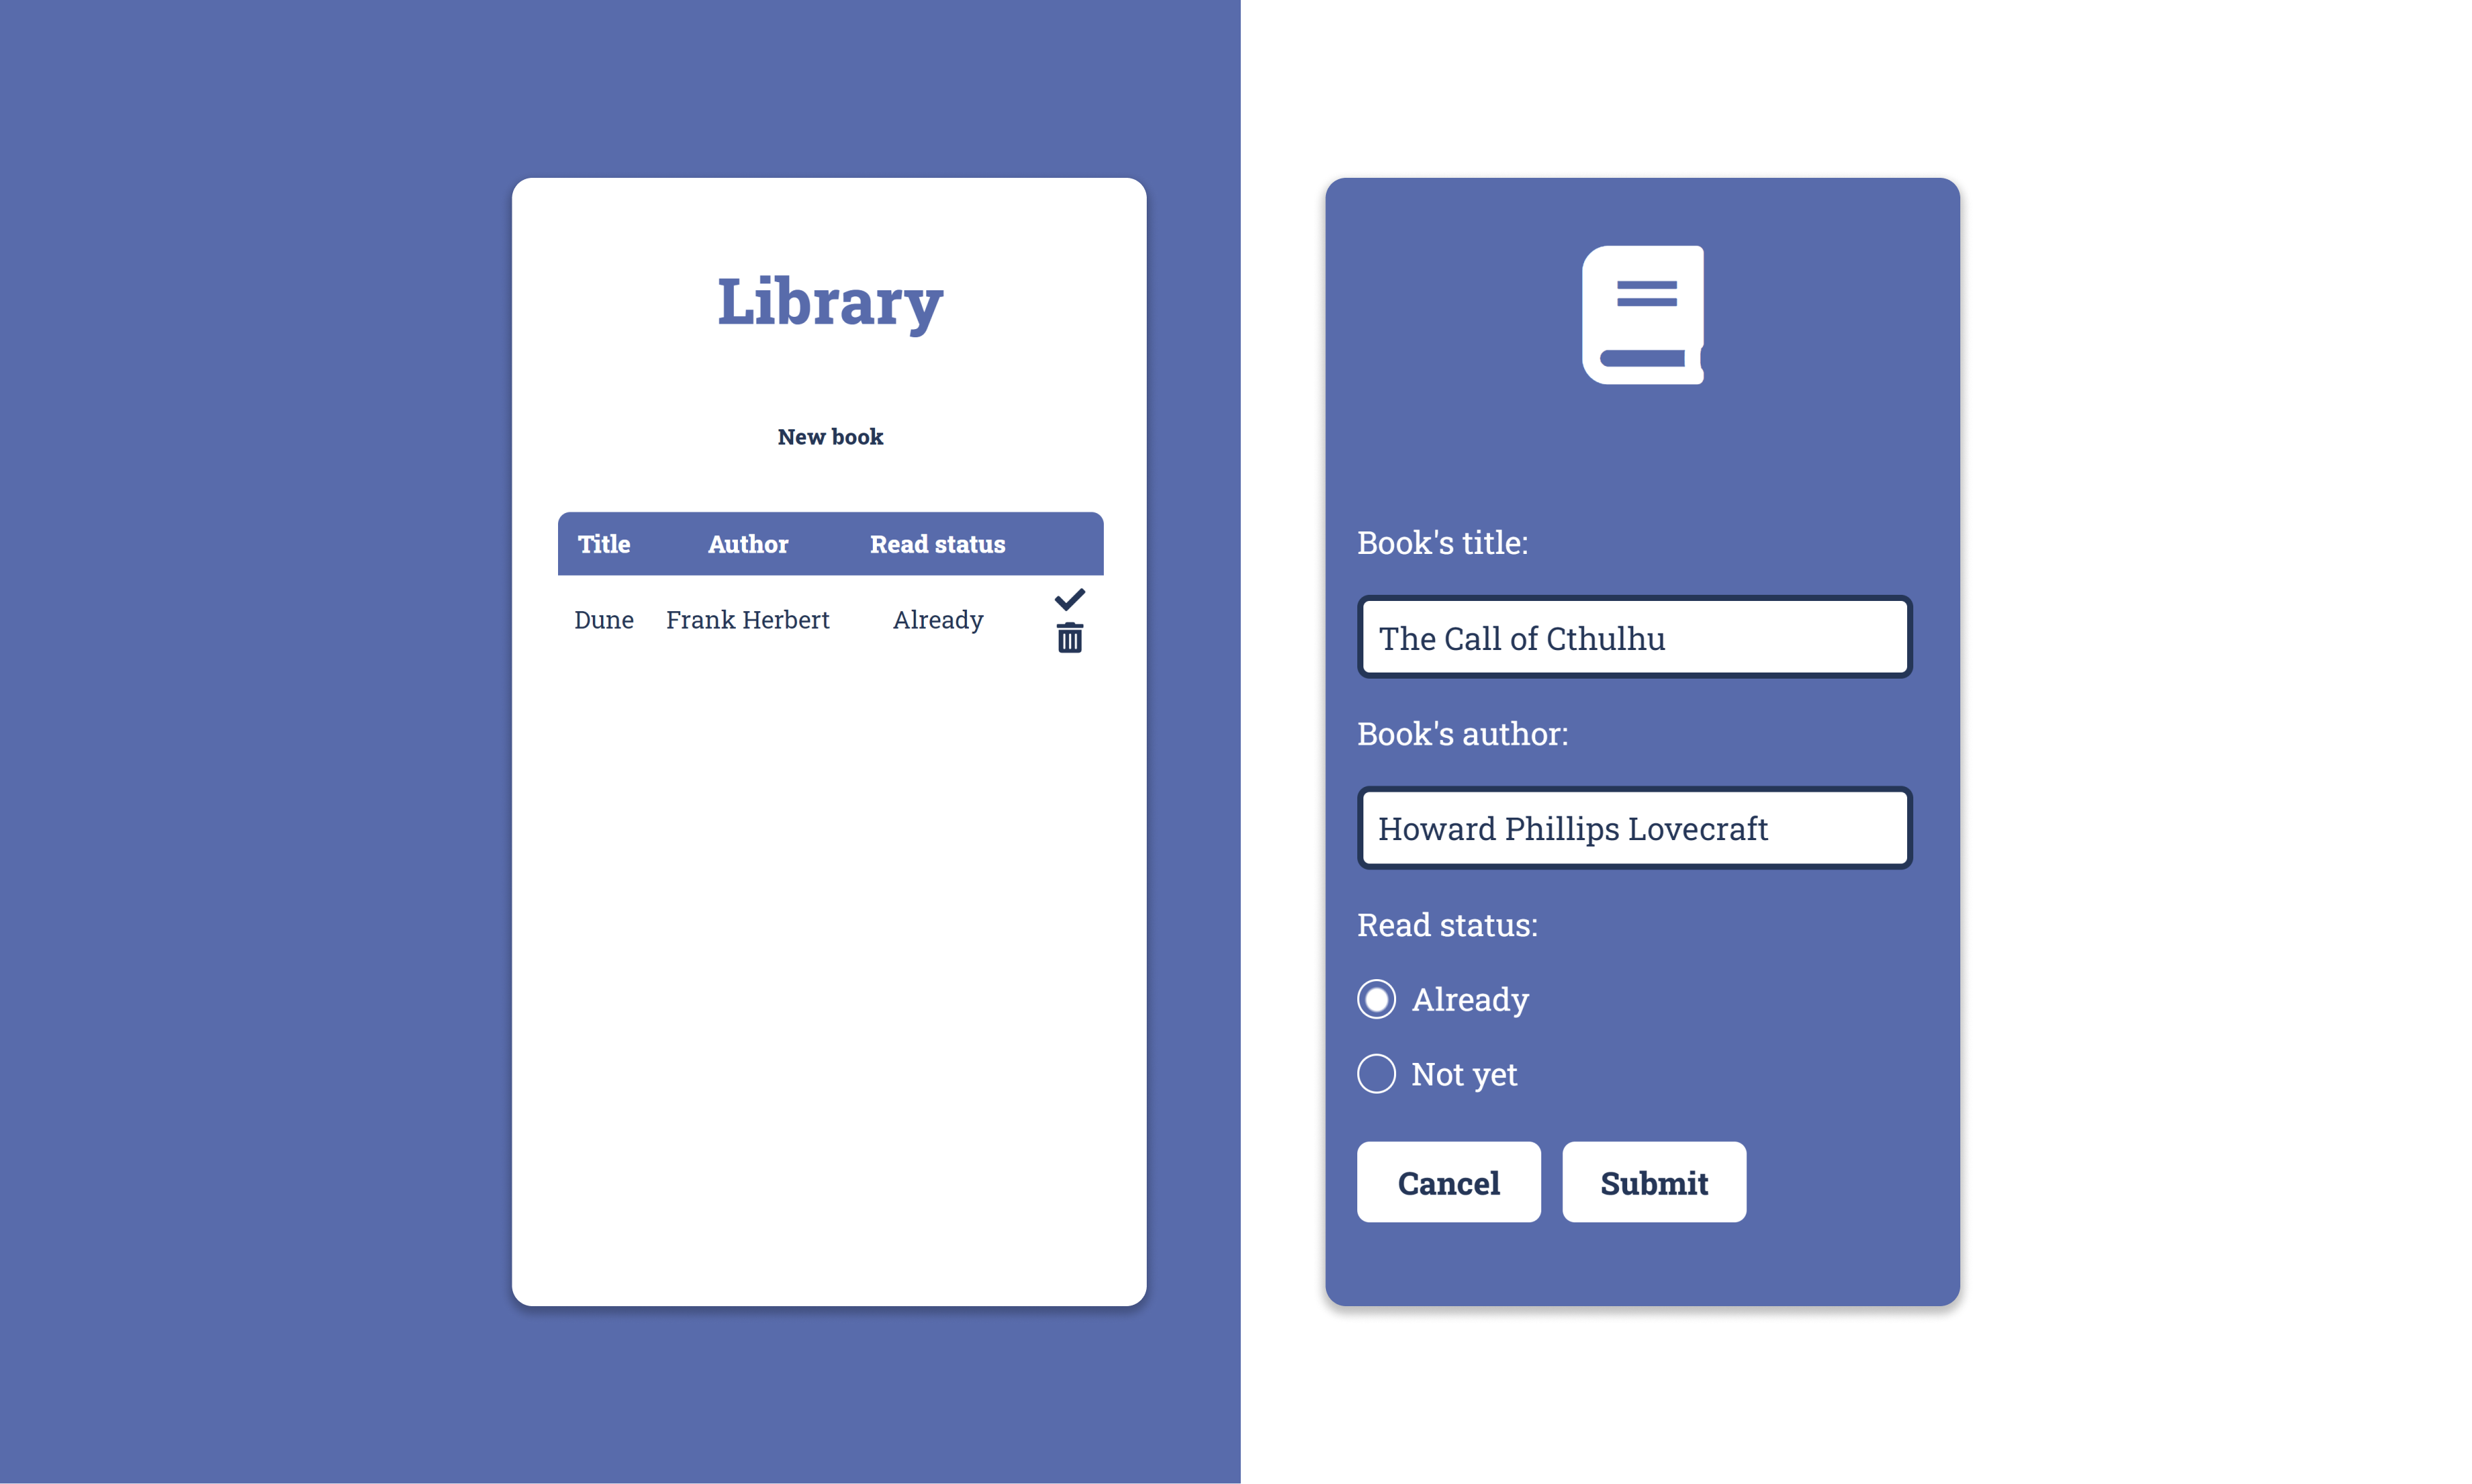 Library
New book
Title Author Read status
Dune Frank Herbert Already
Book's title:
The Call of Cthulhu
Book's author:
Howard Phillips Lovecraft
Read status:
Already
Not yet
Cancel Submit